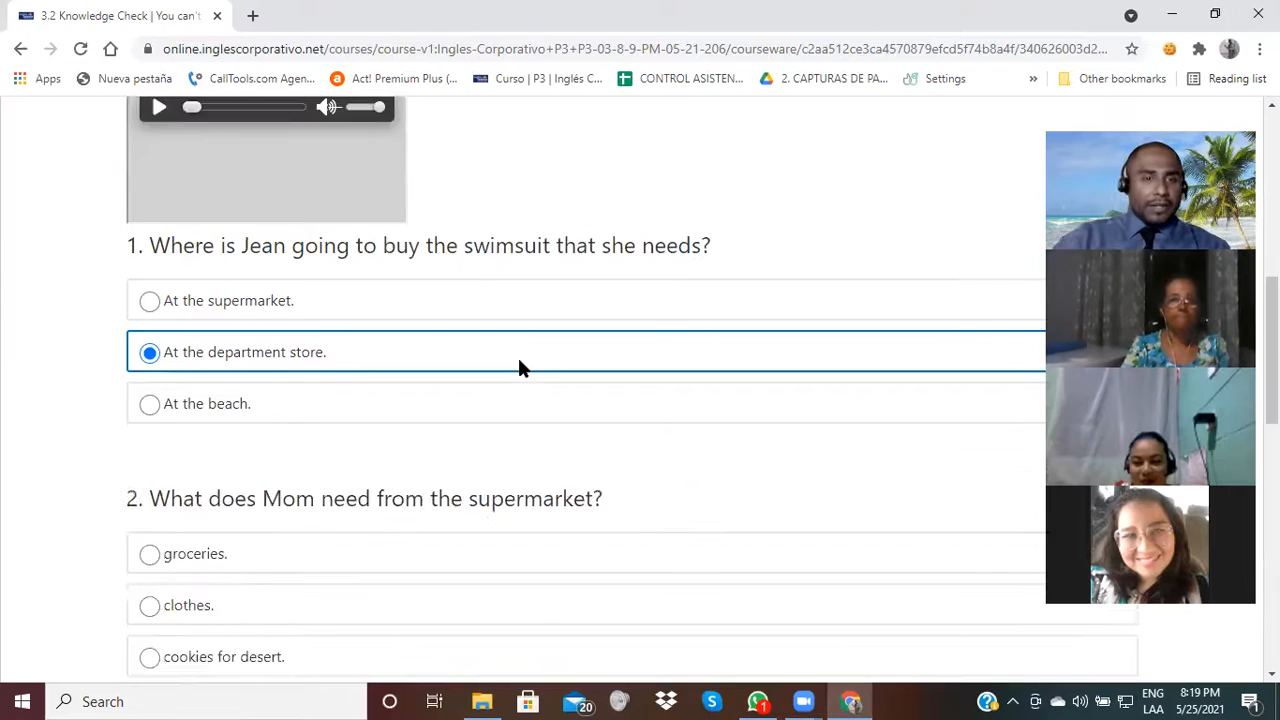 3.2 Knowledge Check | You can't
online.inglescorporativo.net/courses/course-v1:Ingles-Corporativo+P3+P3-03-8-9-PM-05-21-206/courseware/c2aa512ce3ca4570879efcd5f74b8a4f/340626003d2...
Apps
Nueva pestaña
CallTools.com Agen...
Act! Premium Plus (...
Curso | P3 | Inglés C...
CONTROL ASISTEN...
2. CAPTURAS DE PA...
Settings
»
Other bookmarks
Reading list
1. Where is Jean going to buy the swimsuit that she needs?
At the supermarket.
At the department store.
At the beach.
2. What does Mom need from the supermarket?
groceries.
clothes.
cookies for desert.
Search
20
1
ENG
LAA
8:19 PM
5/25/2021
1